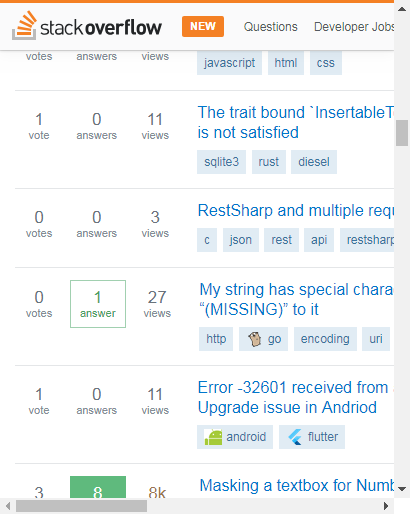 stackoverflow NEW Questions Developer Jobs
votes answers views
javascript html css
1 vote 0 answers 11 views
The trait bound `InsertableT
is not satisfied
sqlite3 rust diesel
0 votes 0 answers 3 views
RestSharp and multiple requ
c json rest api restsharp
0 votes 1 answer 27 views
My string has special chara
“(MISSING)” to it
http go encoding uri
1 vote 0 answers 11 views
Error -32601 received from
Upgrade issue in Andriod
android flutter
3 8 8k
Masking a textbox for Numb